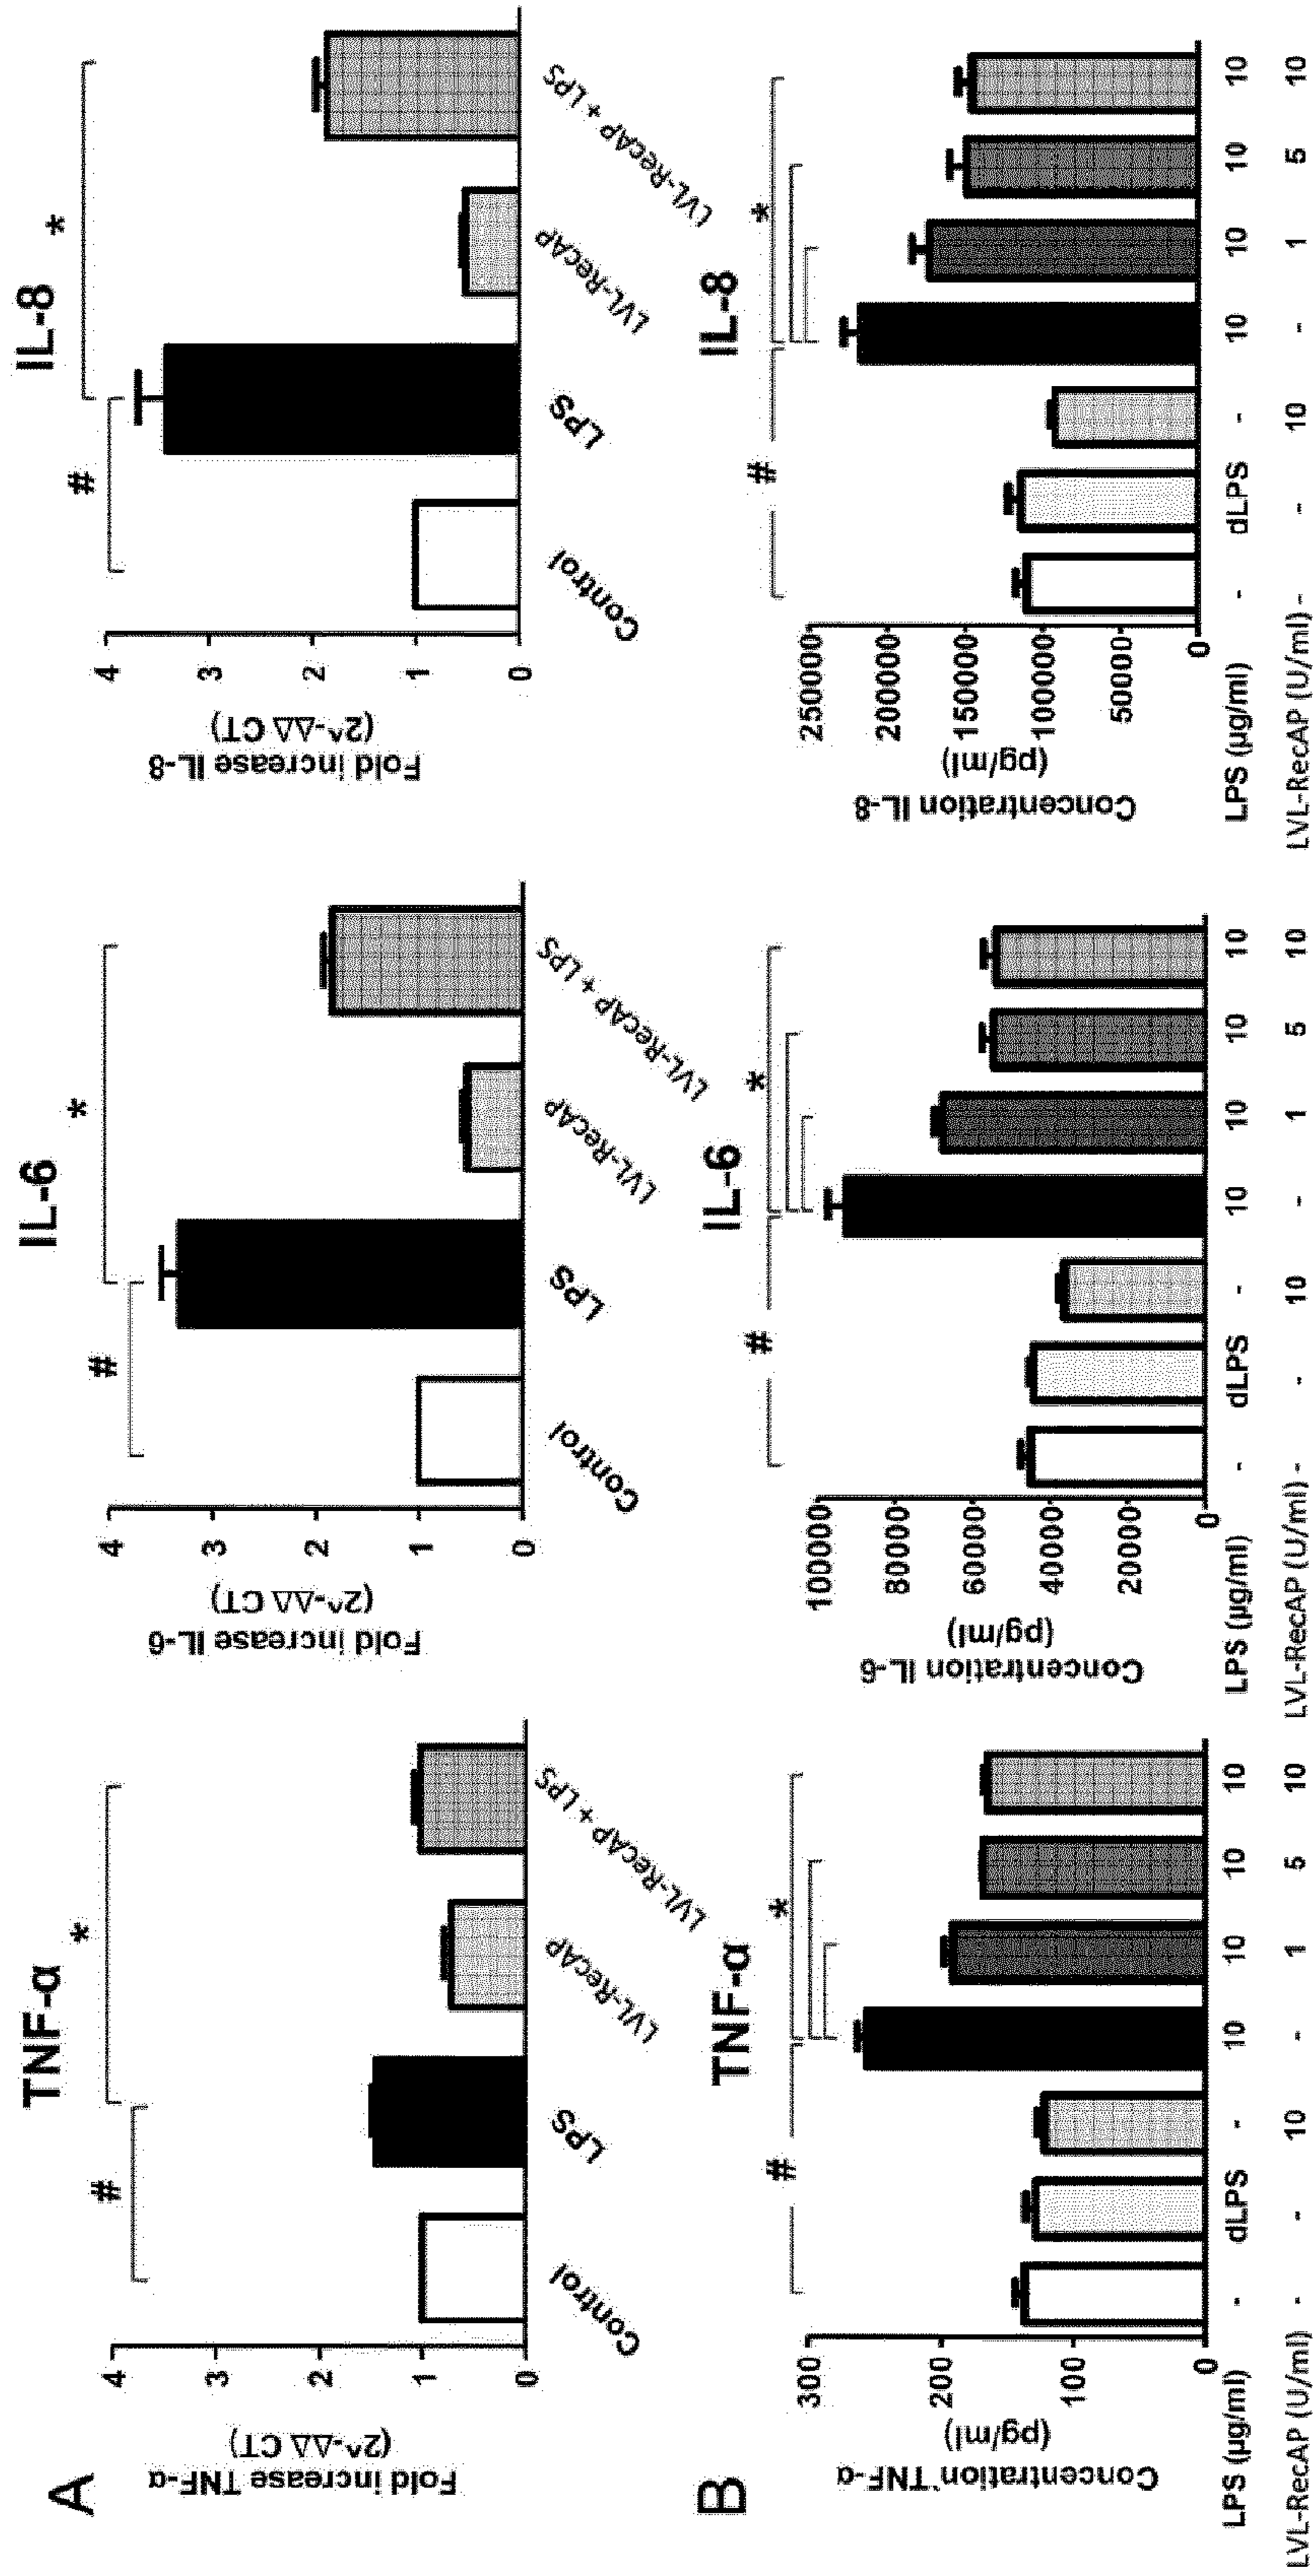 A
TNF-α
IL-6
IL-8
Fold increase TNF-α
(2^-ΔΔ CT)
4
3
2
1
0
#
*
Control
LPS
LVL-RecAP
LVL-RecAP + LPS
Fold increase IL-6
(2^-ΔΔ CT)
4
3
2
1
0
#
*
Control
LPS
LVL-RecAP
LVL-RecAP + LPS
Fold increase IL-8
(2^-ΔΔ CT)
4
3
2
1
0
#
*
Control
LPS
LVL-RecAP
LVL-RecAP + LPS
B
TNF-α
IL-6
IL-8
Concentration TNF-α
(pg/ml)
300
200
100
0
#
*
LPS (µg/ml) - dLPS - 10 10 10 10
LVL-RecAP (U/ml) - - 10 - 1 5 10
Concentration IL-6
(pg/ml)
100000
80000
60000
40000
20000
0
#
*
LPS (µg/ml) - dLPS - 10 10 10 10
LVL-RecAP (U/ml) - - 10 - 1 5 10
Concentration IL-8
(pg/ml)
250000
200000
150000
100000
50000
0
#
*
LPS (µg/ml) - dLPS - 10 10 10 10
LVL-RecAP (U/ml) - - 10 - 1 5 10